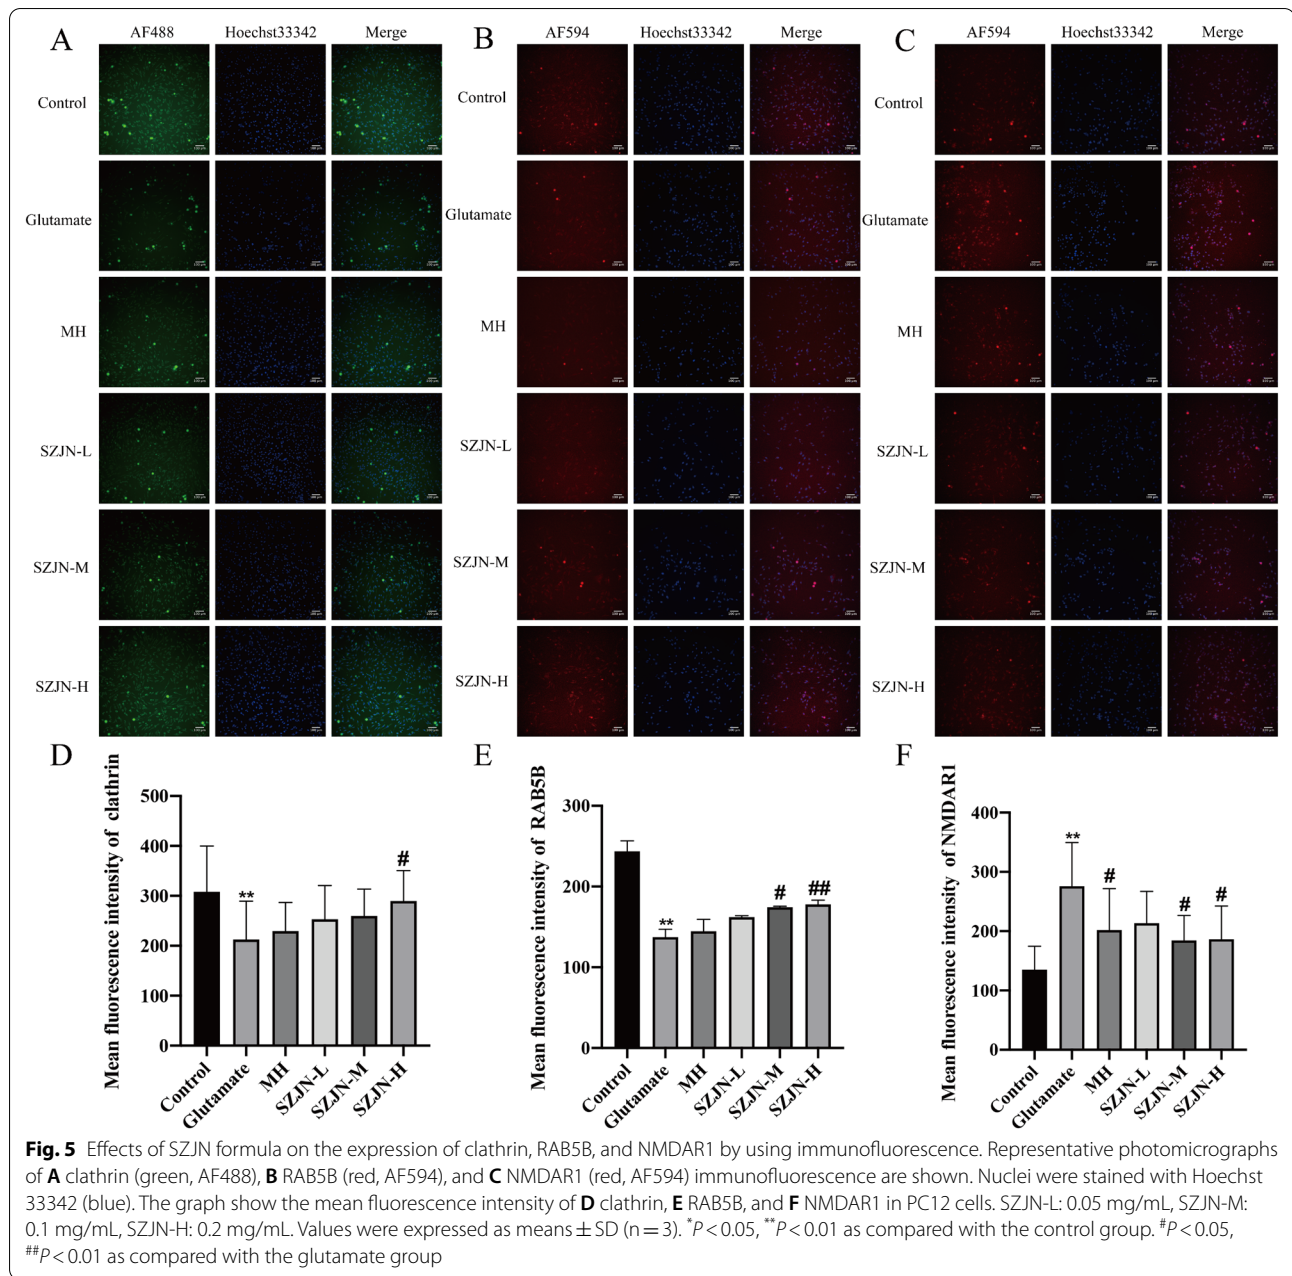 A
AF488 Hoechst33342 Merge
Control
Glutamate
MH
SZJN-L
SZJN-M
SZJN-H
B
AF594 Hoechst33342 Merge
Control
Glutamate
MH
SZJN-L
SZJN-M
SZJN-H
C
AF594 Hoechst33342 Merge
Control
Glutamate
MH
SZJN-L
SZJN-M
SZJN-H
D
Mean fluorescence intensity of clathrin
500
400
300
200
100
0
**
#
Control
Glutamate
MH
SZJN-L
SZJN-M
SZJN-H
E
Mean fluorescence intensity of RAB5B
300
200
100
0
**
#
##
Control
Glutamate
MH
SZJN-L
SZJN-M
SZJN-H
F
Mean fluorescence intensity of NMDAR1
400
300
200
100
0
**
#
#
#
Control
Glutamate
MH
SZJN-L
SZJN-M
SZJN-H
Fig. 5 Effects of SZJN formula on the expression of clathrin, RAB5B, and NMDAR1 by using immunofluorescence. Representative photomicrographs
of A clathrin (green, AF488), B RAB5B (red, AF594), and C NMDAR1 (red, AF594) immunofluorescence are shown. Nuclei were stained with Hoechst
33342 (blue). The graph show the mean fluorescence intensity of D clathrin, E RAB5B, and F NMDAR1 in PC12 cells. SZJN-L: 0.05 mg/mL, SZJN-M:
0.1 mg/mL, SZJN-H: 0.2 mg/mL. Values were expressed as means ± SD (n = 3). *P < 0.05, **P < 0.01 as compared with the control group. #P < 0.05,
##P < 0.01 as compared with the glutamate group